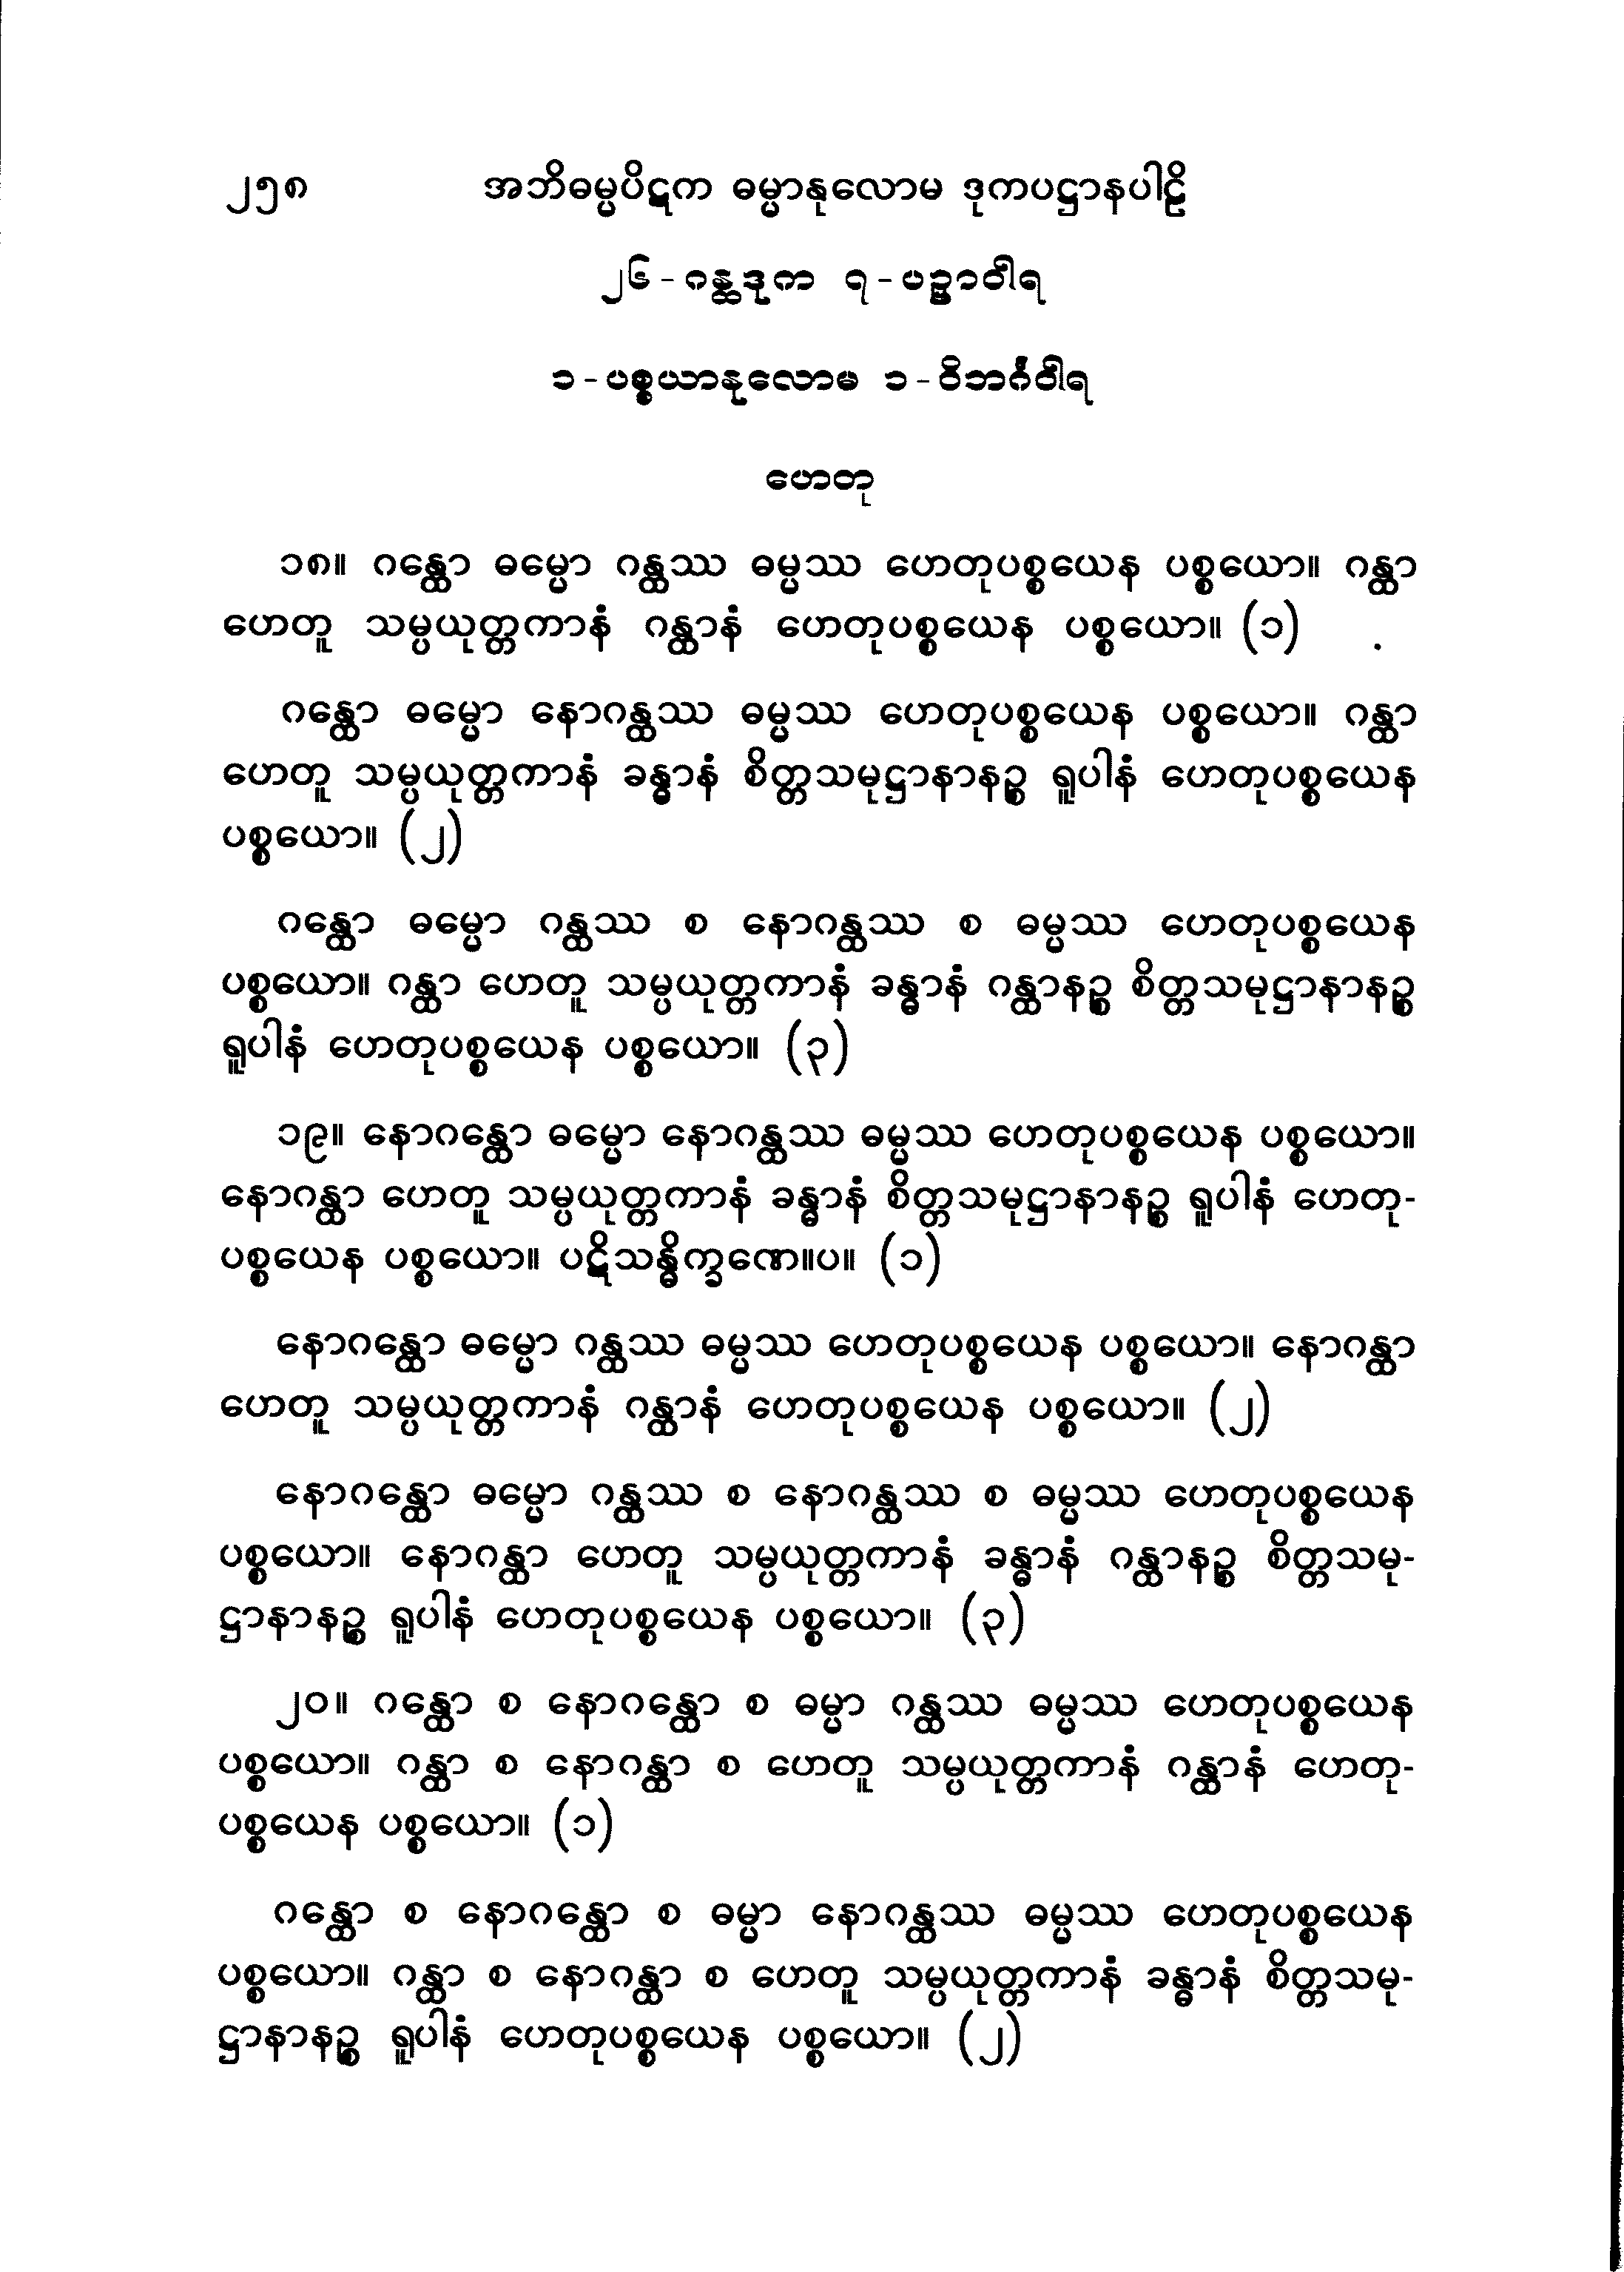 ၂၅၈ အဘိဓမ္မပိဋက ဓမ္မာနုလောမ ဒုကပဋ္ဌာနပါဠိ
၂၆-ဂန္ထဒုက ၇-ပဉ္ှာဝါရ
၁-ပစ္စယာနုလောမ ၁-ဝိဘင်္ဂဝါရ
ဟေတု
၁၈။ ဂန္ထော ဓမ္မော ဂန္ထဿ ဓမ္မဿ ဟေတုပစ္စယေန ပစ္စယော။ ဂန္ထာ
ဟေတူ သမ္ပယုတ္တကာနံ ဂန္ထာနံ ဟေတုပစ္စယေန ပစ္စယော။ (၁)
ဂန္ထော ဓမ္မော နောဂန္ထဿ ဓမ္မဿ ဟေတုပစ္စယေန ပစ္စယော။ ဂန္ထာ
ဟေတူ သမ္ပယုတ္တကာနံ ခန္ဓာနံ စိတ္တသမုဋ္ဌာနာနဉ္စ ရူပါနံ ဟေတုပစ္စယေန
ပစ္စယော။ (၂)
ဂန္ထော ဓမ္မော ဂန္ထဿ စ နောဂန္ထဿ စ ဓမ္မဿ ဟေတုပစ္စယေန
ပစ္စယော။ ဂန္ထာ ဟေတူ သမ္ပယုတ္တကာနံ ခန္ဓာနံ ဂန္ထာနဉ္စ စိတ္တသမုဋ္ဌာနာနဉ္စ
ရူပါနံ ဟေတုပစ္စယေန ပစ္စယော။ (၃)
၁၉။ နောဂန္ထော ဓမ္မော နောဂန္ထဿ ဓမ္မဿ ဟေတုပစ္စယေန ပစ္စယော။
နောဂန္ထာ ဟေတူ သမ္ပယုတ္တကာနံ ခန္ဓာနံ စိတ္တသမုဋ္ဌာနာနဉ္စ ရူပါနံ ဟေတု-
ပစ္စယေန ပစ္စယော။ ပဋိသန္ဓိက္ခဏေ။ပ။ (၁)
နောဂန္ထော ဓမ္မော ဂန္ထဿ ဓမ္မဿ ဟေတုပစ္စယေန ပစ္စယော။ နောဂန္ထာ
ဟေတူ သမ္ပယုတ္တကာနံ ဂန္ထာနံ ဟေတုပစ္စယေန ပစ္စယော။ (၂)
နောဂန္ထော ဓမ္မော ဂန္ထဿ စ နောဂန္ထဿ စ ဓမ္မဿ ဟေတုပစ္စယေန
ပစ္စယော။ နောဂန္ထာ ဟေတူ သမ္ပယုတ္တကာနံ ခန္ဓာနံ ဂန္ထာနဉ္စ စိတ္တသမု-
ဋ္ဌာနာနဉ္စ ရူပါနံ ဟေတုပစ္စယေန ပစ္စယော။ (၃)
၂၀။ ဂန္ထော စ နောဂန္ထော စ ဓမ္မာ ဂန္ထဿ ဓမ္မဿ ဟေတုပစ္စယေန
ပစ္စယော။ ဂန္ထာ စ နောဂန္ထာ စ ဟေတူ သမ္ပယုတ္တကာနံ ဂန္ထာနံ ဟေတု-
ပစ္စယေန ပစ္စယော။ (၁)
ဂန္ထော စ နောဂန္ထော စ ဓမ္မာ နောဂန္ထဿ ဓမ္မဿ ဟေတုပစ္စယေန
ပစ္စယော။ ဂန္ထာ စ နောဂန္ထာ စ ဟေတူ သမ္ပယုတ္တကာနံ ခန္ဓာနံ စိတ္တသမု-
ဋ္ဌာနာနဉ္စ ရူပါနံ ဟေတုပစ္စယေန ပစ္စယော။ (၂)